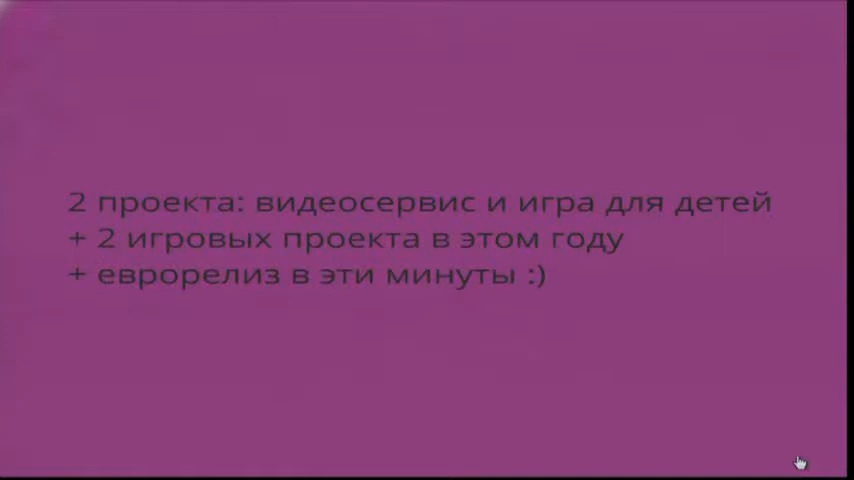 2 проекта: видеосервис и игра для детей
+ 2 игровых проекта в этом году
+ еврорелиз в эти минуты :)